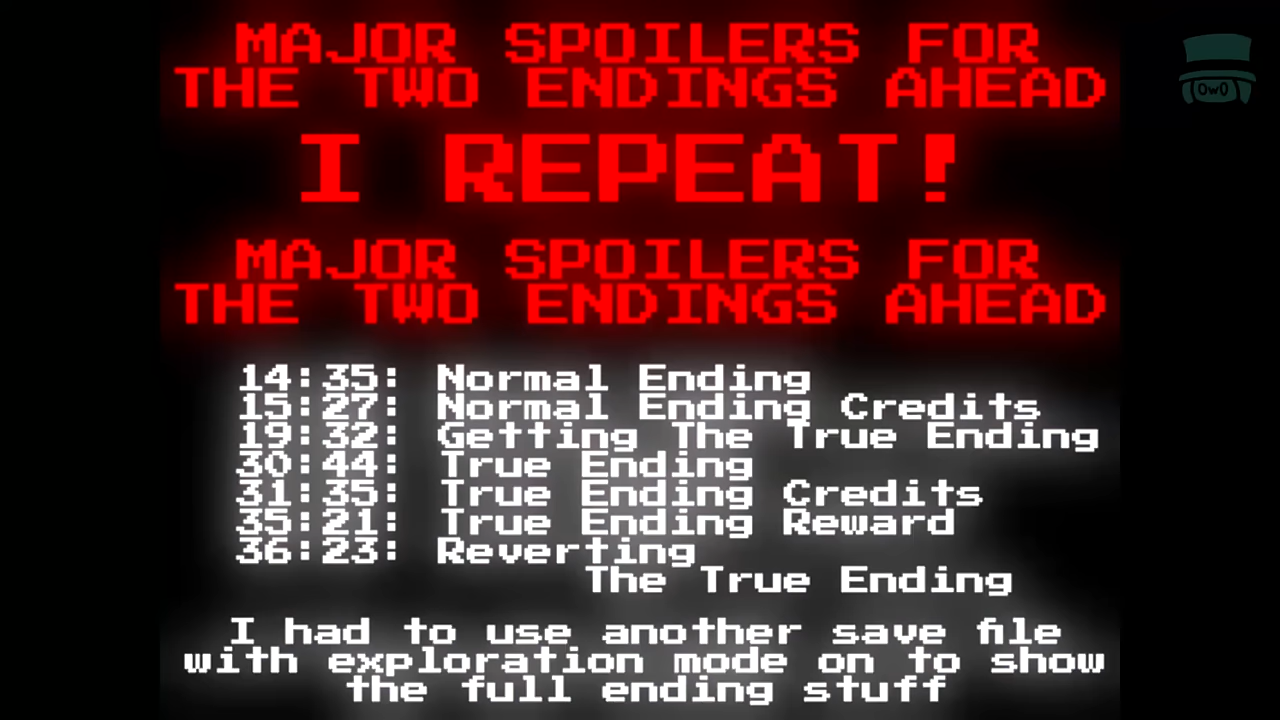 MAJOR SPOILERS FOR
THE TWO ENDINGS AHEAD
I REPEAT!
MAJOR SPOILERS FOR
THE TWO ENDINGS AHEAD
14:35: Normal Ending
15:27: Normal Ending Credits
19:32: Getting The True Ending
30:44: True Ending
31:35: True Ending Credits
35:21: True Ending Reward
36:23: Reverting
The True Ending
I had to use another save file
with exploration mode on to show
the full ending stuff
OwO